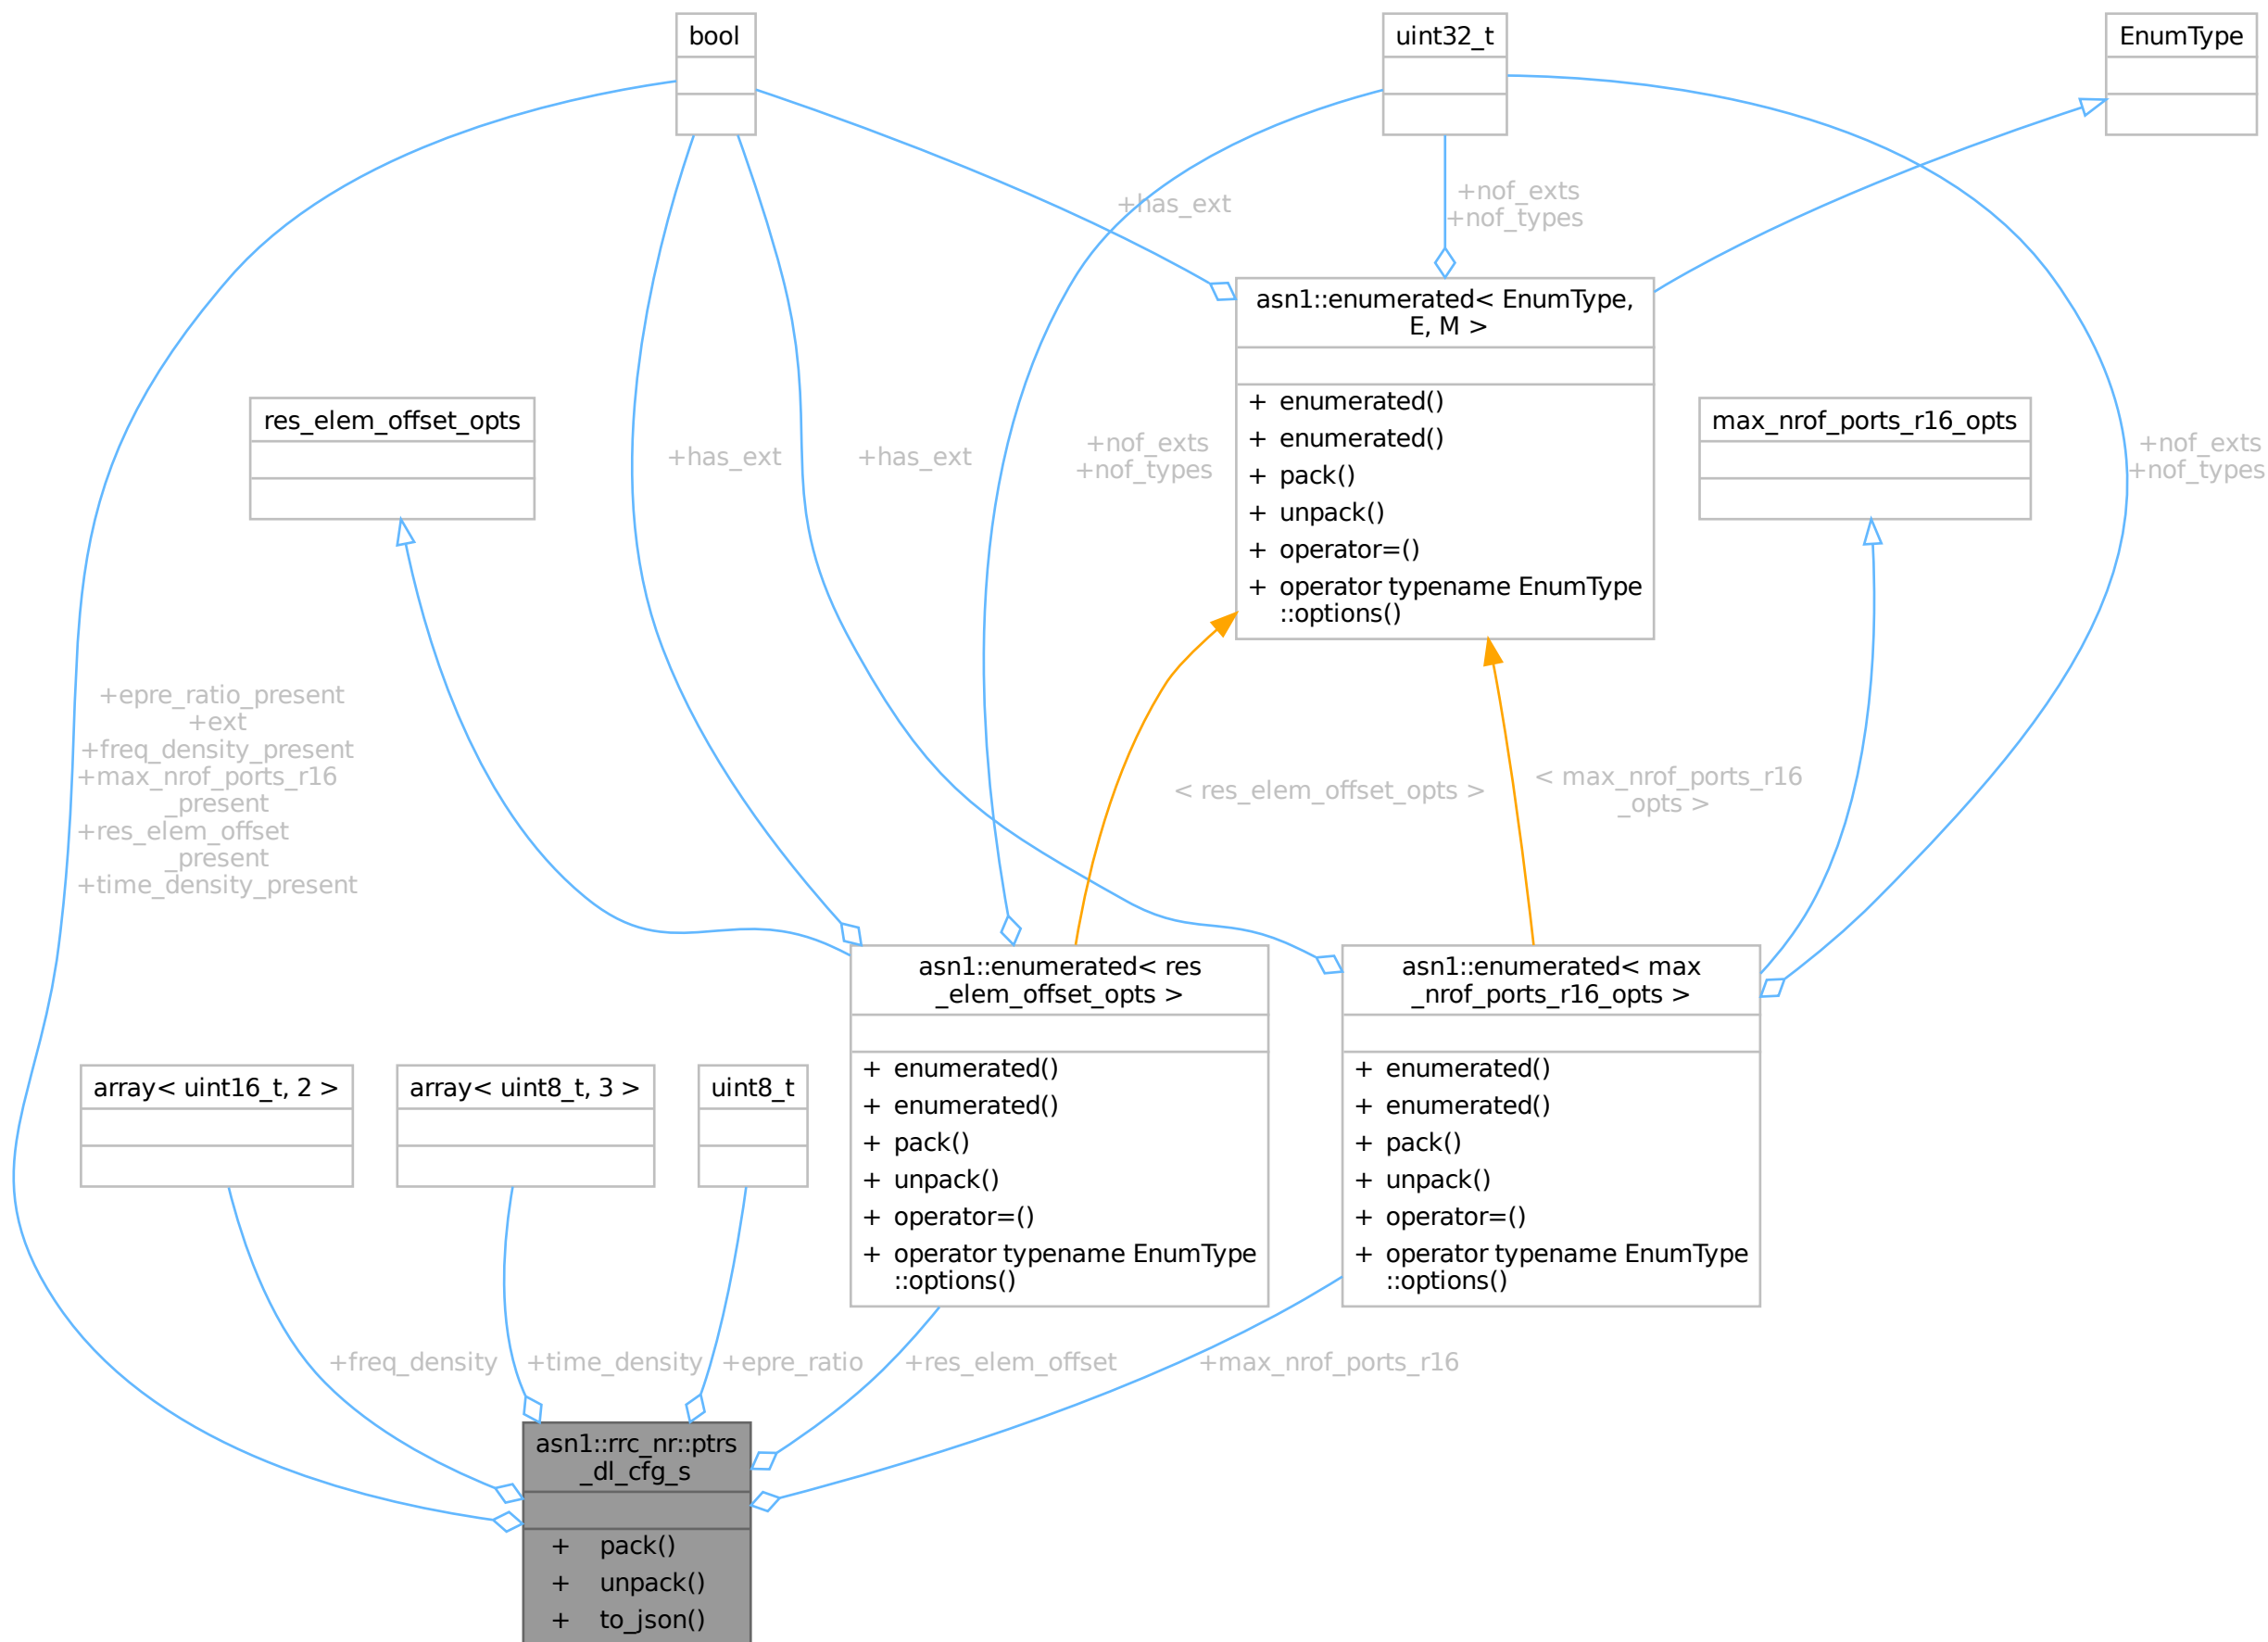 bool
uint32_t
EnumType
+has_ext
+nof_exts
+nof_types
asn1::enumerated< EnumType,
E, M >
+ enumerated()
+ enumerated()
+ pack()
+ unpack()
+ operator=()
+ operator typename EnumType
::options()
res_elem_offset_opts
+has_ext
+has_ext
+nof_exts
+nof_types
max_nrof_ports_r16_opts
+nof_exts
+nof_types
+epre_ratio_present
+ext
+freq_density_present
+max_nrof_ports_r16
_present
+res_elem_offset
_present
+time_density_present
< res_elem_offset_opts >
< max_nrof_ports_r16
_opts >
asn1::enumerated< res
_elem_offset_opts >
+ enumerated()
+ enumerated()
+ pack()
+ unpack()
+ operator=()
+ operator typename EnumType
::options()
asn1::enumerated< max
_nrof_ports_r16_opts >
+ enumerated()
+ enumerated()
+ pack()
+ unpack()
+ operator=()
+ operator typename EnumType
::options()
array< uint16_t, 2 >
array< uint8_t, 3 >
uint8_t
+freq_density
+time_density
+epre_ratio
+res_elem_offset
+max_nrof_ports_r16
asn1::rrc_nr::ptrs
_dl_cfg_s
+ pack()
+ unpack()
+ to_json()